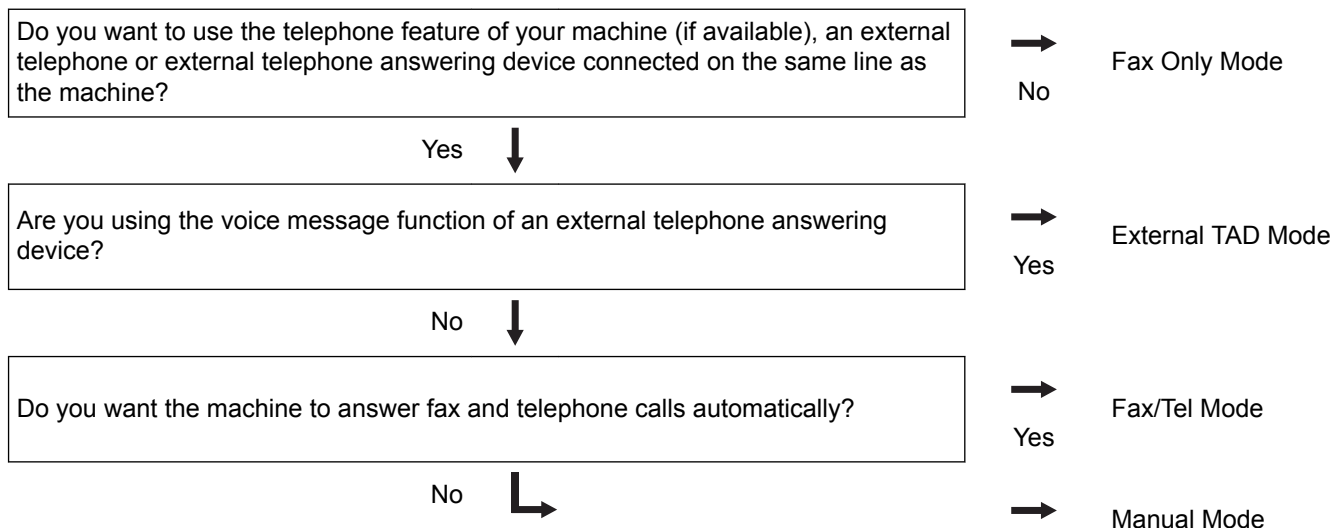 Do you want to use the telephone feature of your machine (if available), an external
telephone or external telephone answering device connected on the same line as
the machine?
No
Fax Only Mode
Yes
Are you using the voice message function of an external telephone answering
device?
Yes
External TAD Mode
No
Do you want the machine to answer fax and telephone calls automatically?
Yes
Fax/Tel Mode
No
Manual Mode